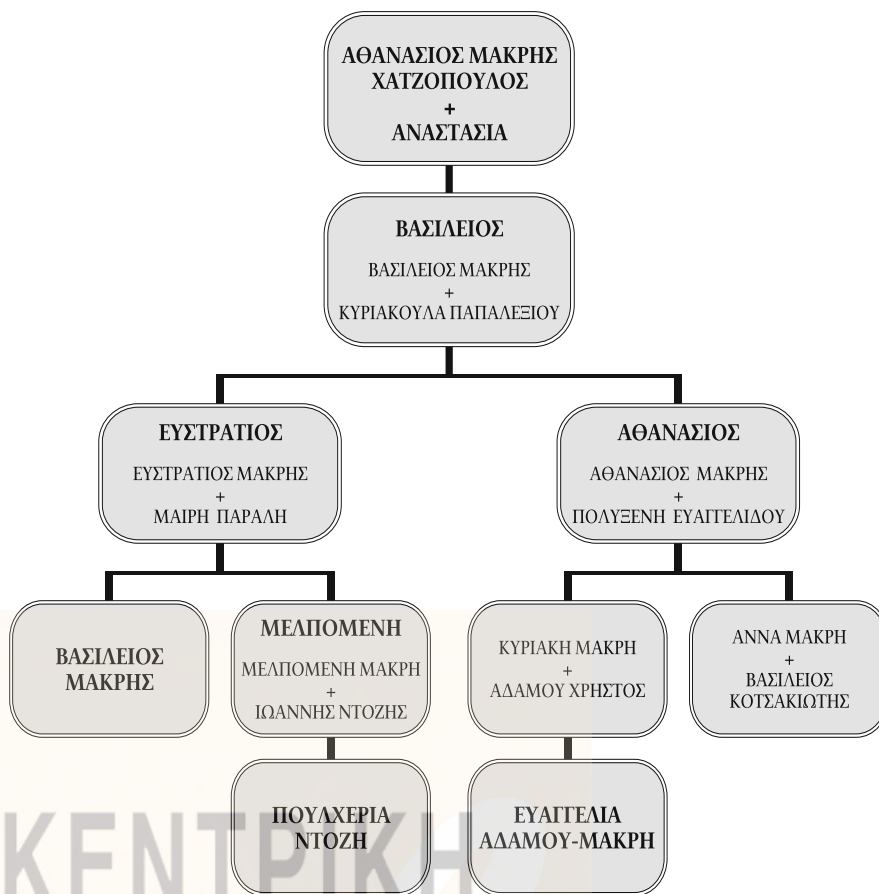 ΑΘΑΝΑΣΙΟΣ ΜΑΚΡΗΣ
ΧΑΤΖΟΠΟΥΛΟΣ
+
ΑΝΑΣΤΑΣΙΑ
ΒΑΣΙΛΕΙΟΣ
ΒΑΣΙΛΕΙΟΣ ΜΑΚΡΗΣ
+
ΚΥΡΙΑΚΟΥΛΑ ΠΑΠΑΛΕΞΙΟΥ
ΕΥΣΤΡΑΤΙΟΣ
ΕΥΣΤΡΑΤΙΟΣ ΜΑΚΡΗΣ
+
ΜΑΙΡΗ ΠΑΡΑΛΗ
ΑΘΑΝΑΣΙΟΣ
ΑΘΑΝΑΣΙΟΣ ΜΑΚΡΗΣ
+
ΠΟΛΥΞΕΝΗ ΕΥΑΓΓΕΛΙΔΟΥ
ΒΑΣΙΛΕΙΟΣ
ΜΑΚΡΗΣ
ΜΕΛΠΟΜΕΝΗ
ΜΕΛΠΟΜΕΝΗ ΜΑΚΡΗ
+
ΙΩΑΝΝΗΣ ΝΤΟΖΗΣ
ΚΥΡΙΑΚΗ ΜΑΚΡΗ
+
ΑΔΑΜΟΥ ΧΡΗΣΤΟΣ
ΑΝΝΑ ΜΑΚΡΗ
+
ΒΑΣΙΛΕΙΟΣ
ΚΟΤΣΑΚΙΩΤΗΣ
ΠΟΥΛΧΕΡΙΑ
ΝΤΟΖΗ
ΕΥΑΓΓΕΛΙΑ
ΑΔΑΜΟΥ-ΜΑΚΡΗ
ΚΕΝΤΡΙΚΗ